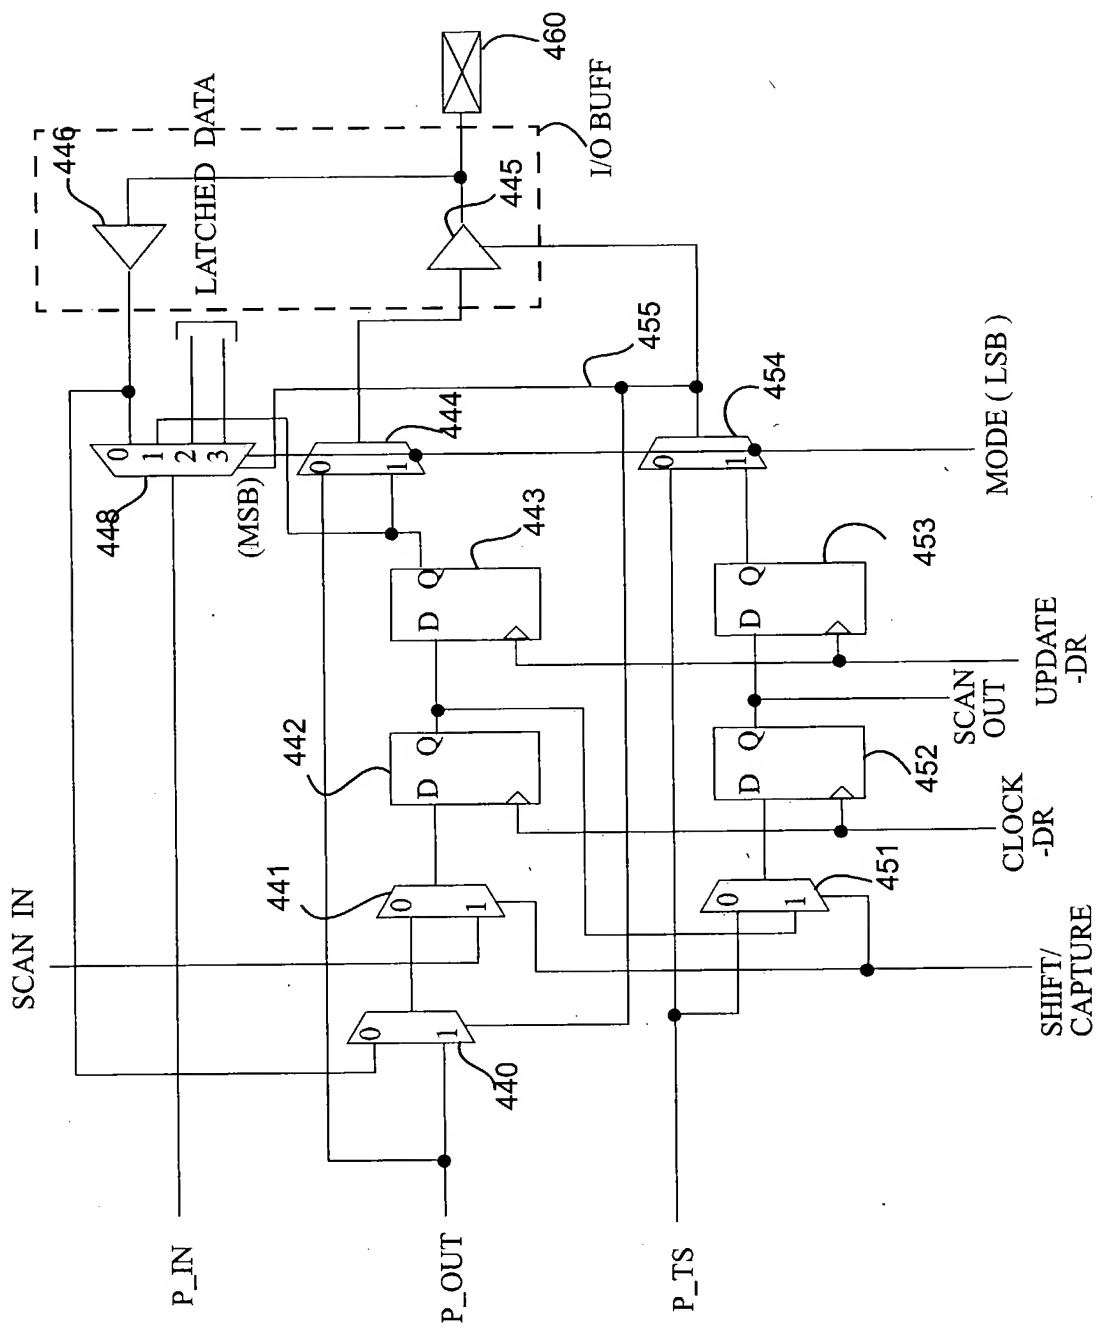 SCAN IN
P_IN
P_OUT
P_TS
0
1
440
0
1
441
D
Q
442
D
Q
443
0
1
444
445
446
LATCHED DATA
460
I/O BUFF
0
1
2
3
448
(MSB)
455
0
1
451
D
Q
452
D
Q
453
0
1
454
SHIFT/
CAPTURE
CLOCK
-DR
SCAN
OUT
UPDATE
-DR
MODE ( LSB )